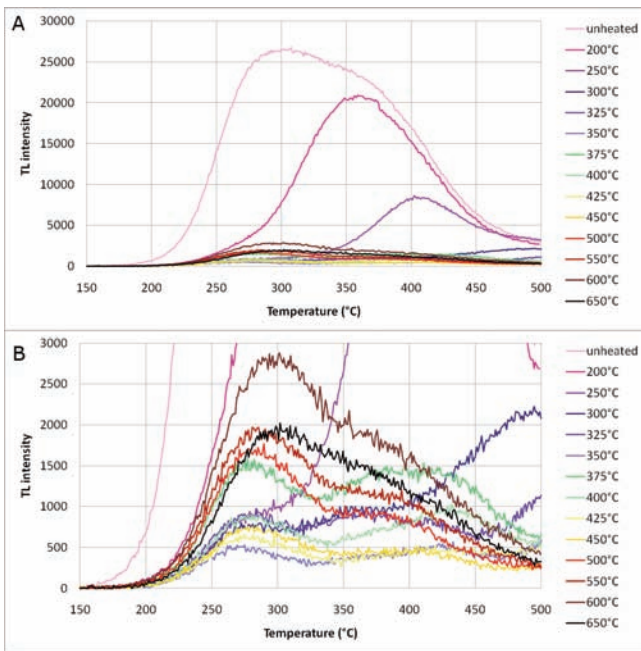 A
30000
25000
20000
15000
10000
5000
0
TL intensity
150 200 250 300 350 400 450 500
Temperature (°C)
unheated
200°C
250°C
300°C
325°C
350°C
375°C
400°C
425°C
450°C
500°C
550°C
600°C
650°C
B
3000
2500
2000
1500
1000
500
0
TL intensity
150 200 250 300 350 400 450 500
Temperature (°C)
unheated
200°C
250°C
300°C
325°C
350°C
375°C
400°C
425°C
450°C
500°C
550°C
600°C
650°C